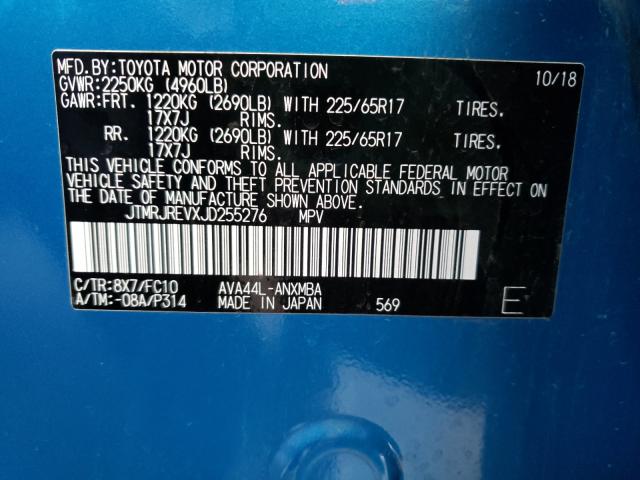 MFD.BY:TOYOTA MOTOR CORPORATION 10/18
GVWR:2250KG (4960LB)
GAWR:FRT. 1220KG (2690LB) WITH 225/65R17 TIRES.
17X7J RIMS.
RR. 1220KG (2690LB) WITH 225/65R17 TIRES.
17X7J RIMS.
THIS VEHICLE CONFORMS TO ALL APPLICABLE FEDERAL MOTOR
VEHICLE SAFETY AND THEFT PREVENTION STANDARDS IN EFFECT ON
THE DATE OF MANUFACTURE SHOWN ABOVE.
JTMRJREVXJD255276 MPV
C/TR:8X7/FC10 AVA44L-ANXMBA
A/TM:-08A/P314 MADE IN JAPAN 569 E